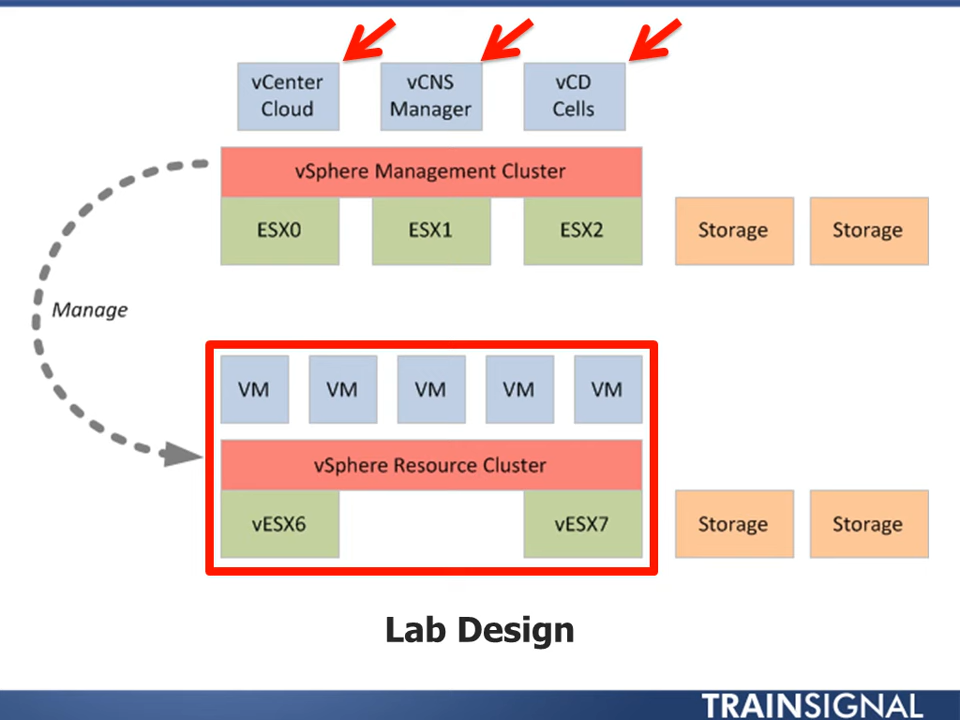 vCenter
Cloud
vCNS
Manager
vCD
Cells
vSphere Management Cluster
ESX0
ESX1
ESX2
Storage
Storage
Manage
VM
VM
VM
VM
VM
vSphere Resource Cluster
vESX6
vESX7
Storage
Storage
Lab Design
TRAINSIGNAL